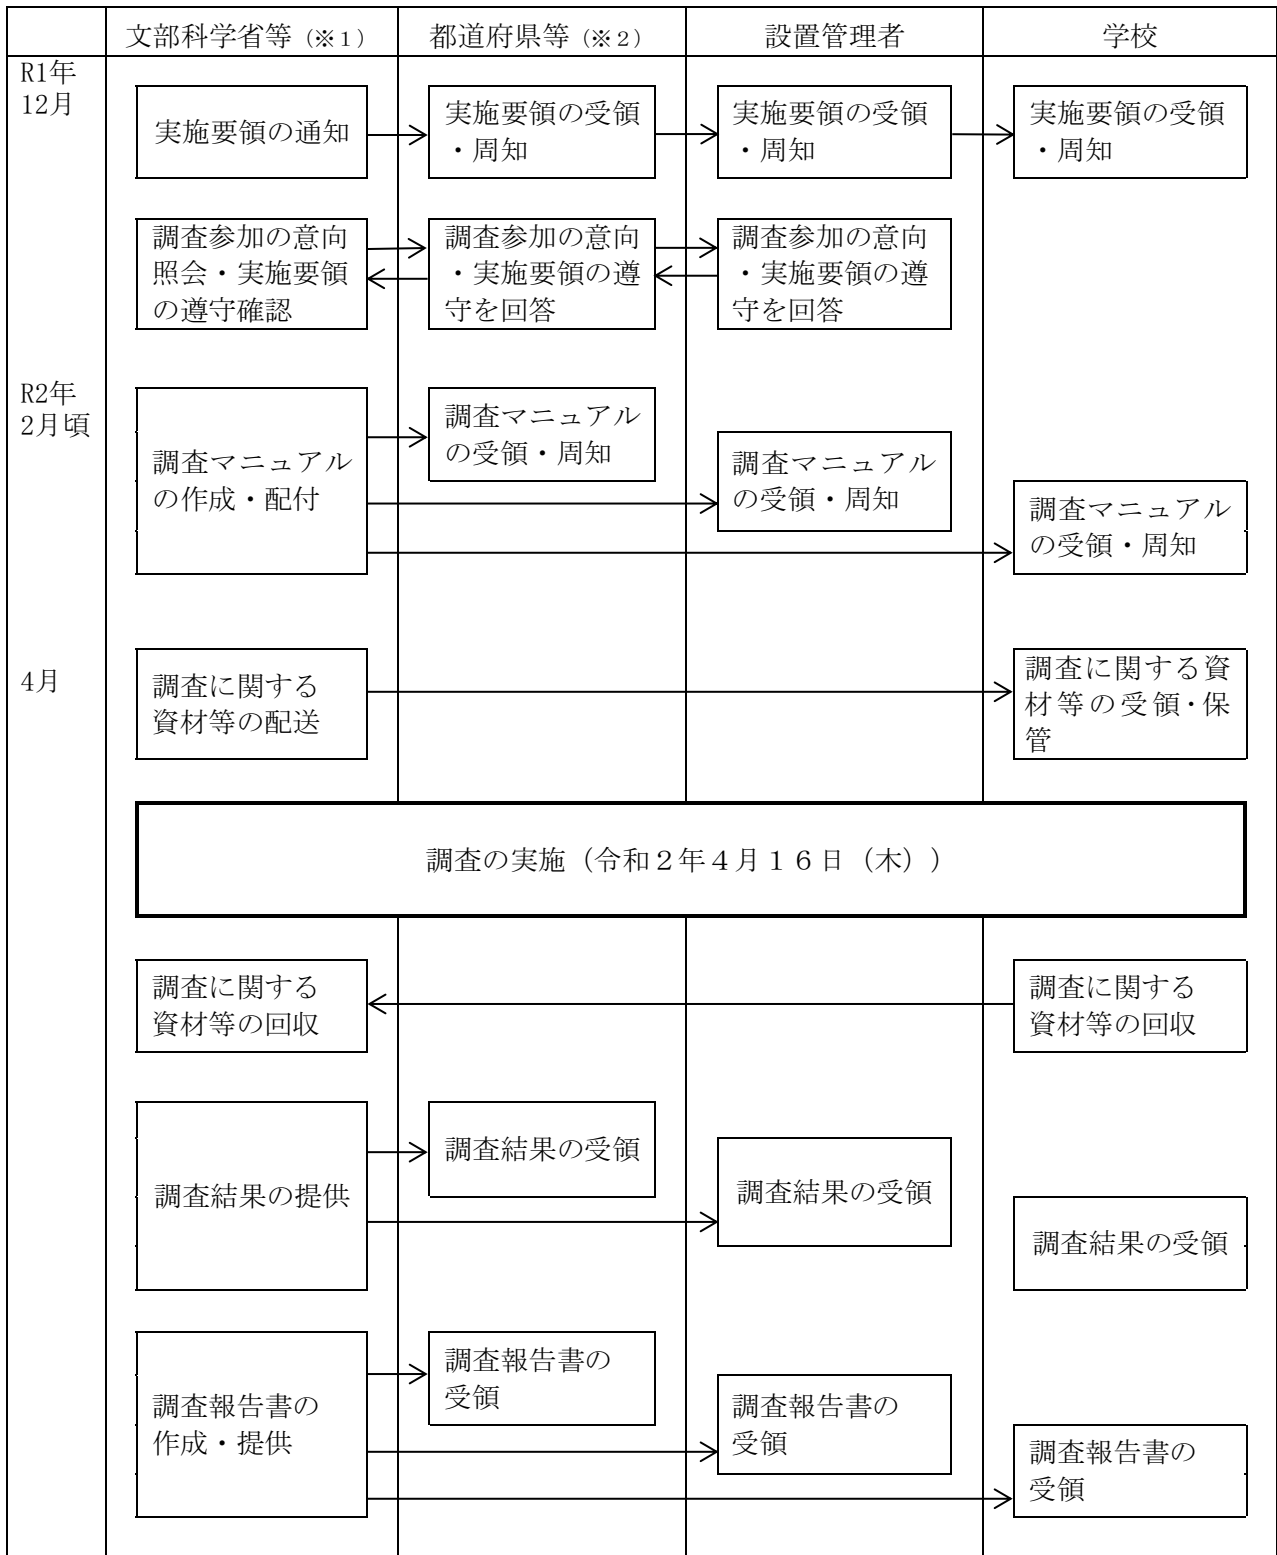 文部科学省等（※１）
都道府県等（※２）
設置管理者
学校
R1年
12月
実施要領の通知
実施要領の受領
・周知
実施要領の受領
・周知
実施要領の受領
・周知
調査参加の意向
照会・実施要領
の遵守確認
調査参加の意向
・実施要領の遵
守を回答
調査参加の意向
・実施要領の遵
守を回答
R2年
2月頃
調査マニュアル
の作成・配付
調査マニュアル
の受領・周知
調査マニュアル
の受領・周知
調査マニュアル
の受領・周知
4月
調査に関する
資材等の配送
調査に関する資
材等の受領・保
管
調査の実施（令和２年４月１６日（木））
調査に関する
資材等の回収
調査に関する
資材等の回収
調査結果の提供
調査結果の受領
調査結果の受領
調査結果の受領
調査報告書の
作成・提供
調査報告書の
受領
調査報告書の
受領
調査報告書の
受領